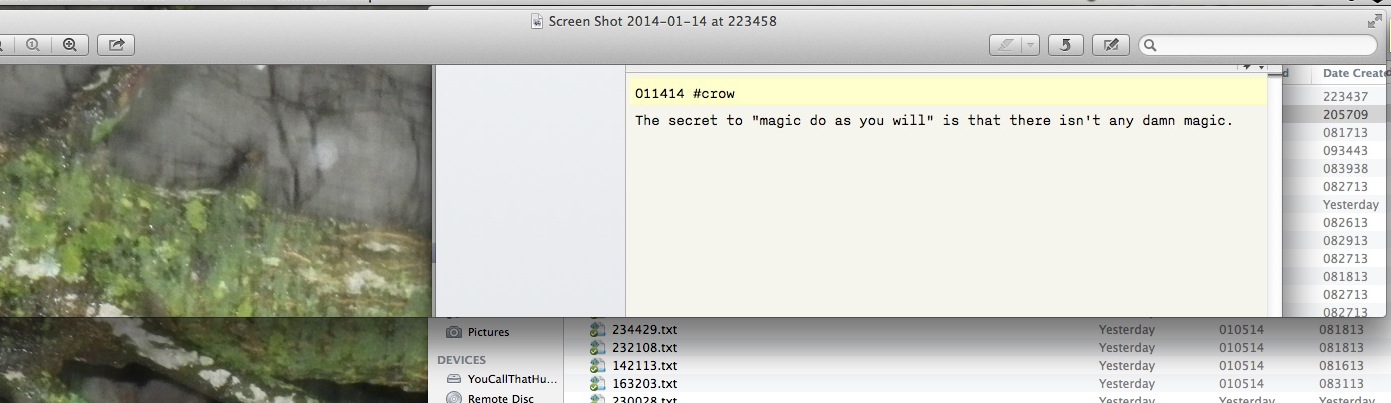 Screen Shot 2014-01-14 at 223458
Date Create
223437
205709
011414 #crow
081713
The secret to "magic do as you will" is that there isn't any damn magic.
093443
083938
082713
Yesterday
082613
082913
082713
081813
082713
082713
Pictures
234429.txt Yesterday 010514 081813
232108.txt Yesterday 010514 081813
DEVICES
142113.txt Yesterday 010514 081613
YouCallThatHu...
163203.txt Yesterday 010514 083113
Remote Disc
230028.txt Yesterday Yesterday Yesterday